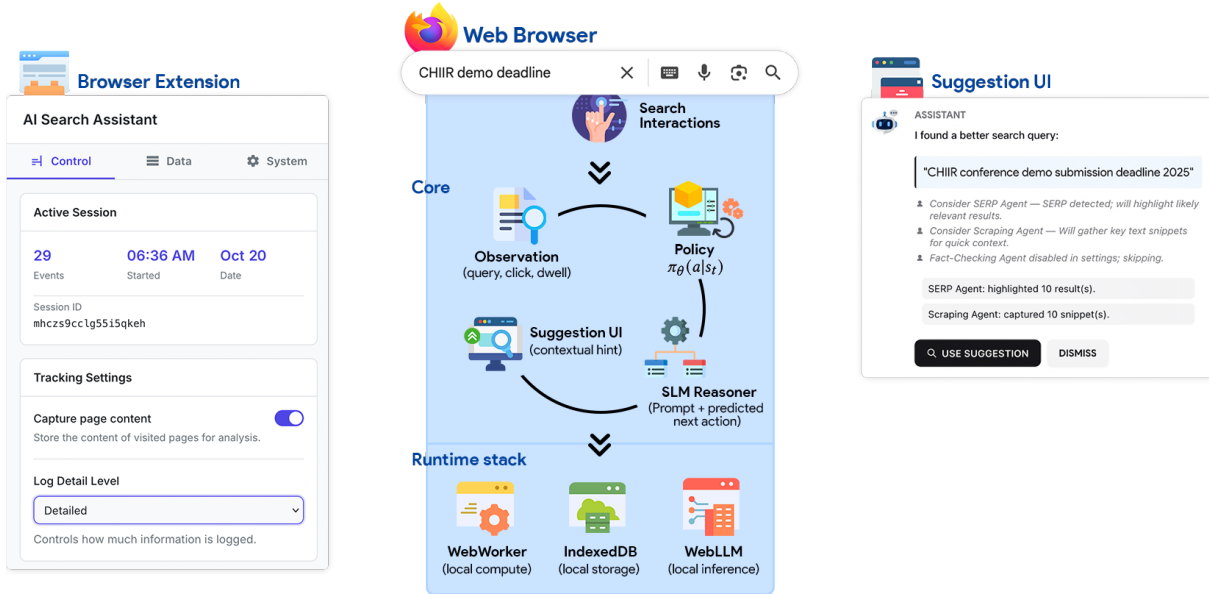 Browser Extension
AI Search Assistant
Control
Data
System
Active Session
29
06:36 AM
Oct 20
Events
Started
Date
Session ID
mhczs9cclg55i5qkeh
Tracking Settings
Capture page content
Store the content of visited pages for analysis.
Log Detail Level
Detailed
Controls how much information is logged.
Web Browser
CHIIR demo deadline
Search
Interactions
Core
Observation
(query, click, dwell)
Policy
πθ(a|st)
Suggestion UI
(contextual hint)
SLM Reasoner
(Prompt + predicted
next action)
Runtime stack
WebWorker
(local compute)
IndexedDB
(local storage)
WebLLM
(local inference)
Suggestion UI
ASSISTANT
I found a better search query:
"CHIIR conference demo submission deadline 2025"
Consider SERP Agent — SERP detected; will highlight likely
relevant results.
Consider Scraping Agent — Will gather key text snippets
for quick context.
Fact-Checking Agent disabled in settings; skipping.
SERP Agent: highlighted 10 result(s).
Scraping Agent: captured 10 snippet(s).
USE SUGGESTION
DISMISS